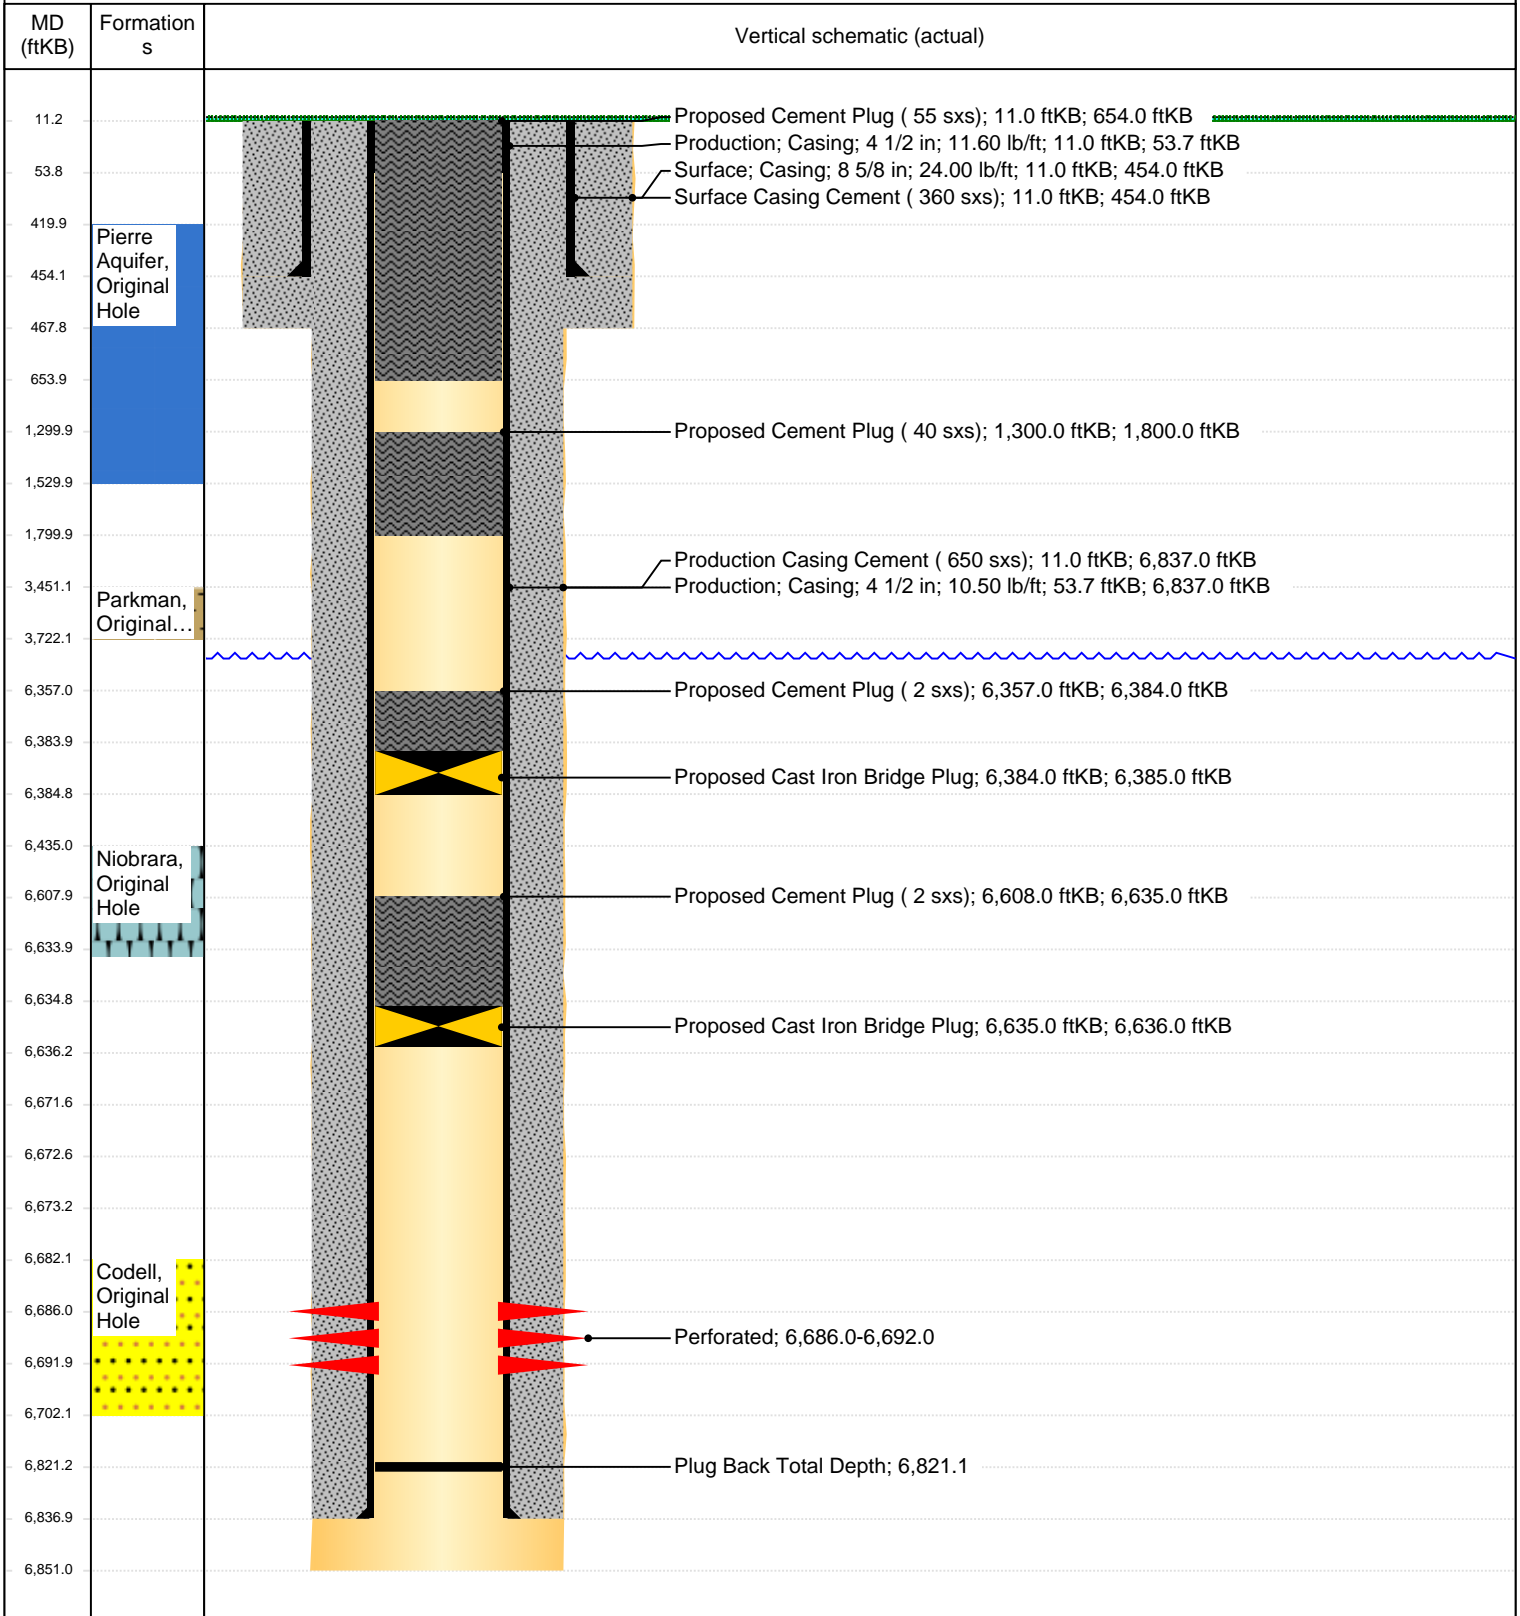 MD
(ftKB)
Formation
s
Vertical schematic (actual)
11.2
53.8
419.9
454.1
467.8
653.9
1,299.9
1,529.9
1,799.9
3,451.1
3,722.1
6,357.0
6,383.9
6,384.8
6,435.0
6,607.9
6,633.9
6,634.8
6,636.2
6,671.6
6,672.6
6,673.2
6,682.1
6,686.0
6,691.9
6,702.1
6,821.2
6,836.9
6,851.0
Pierre
Aquifer,
Original
Hole
Parkman,
Original…
Niobrara,
Original
Hole
Codell,
Original
Hole
Proposed Cement Plug ( 55 sxs); 11.0 ftKB; 654.0 ftKB
Production; Casing; 4 1/2 in; 11.60 lb/ft; 11.0 ftKB; 53.7 ftKB
Surface; Casing; 8 5/8 in; 24.00 lb/ft; 11.0 ftKB; 454.0 ftKB
Surface Casing Cement ( 360 sxs); 11.0 ftKB; 454.0 ftKB
Proposed Cement Plug ( 40 sxs); 1,300.0 ftKB; 1,800.0 ftKB
Production Casing Cement ( 650 sxs); 11.0 ftKB; 6,837.0 ftKB
Production; Casing; 4 1/2 in; 10.50 lb/ft; 53.7 ftKB; 6,837.0 ftKB
Proposed Cement Plug ( 2 sxs); 6,357.0 ftKB; 6,384.0 ftKB
Proposed Cast Iron Bridge Plug; 6,384.0 ftKB; 6,385.0 ftKB
Proposed Cement Plug ( 2 sxs); 6,608.0 ftKB; 6,635.0 ftKB
Proposed Cast Iron Bridge Plug; 6,635.0 ftKB; 6,636.0 ftKB
Perforated; 6,686.0-6,692.0
Plug Back Total Depth; 6,821.1